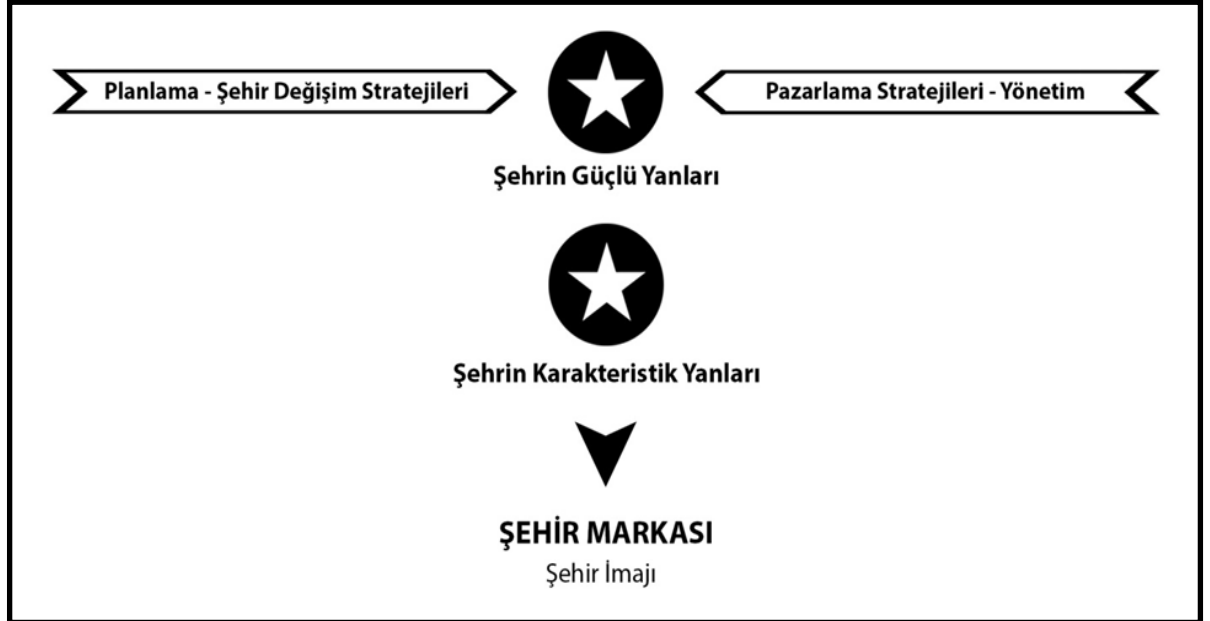 Planlama - Şehir Değişim Stratejileri
Pazarlama Stratejileri - Yönetim
Şehrin Güçlü Yanları
Şehrin Karakteristik Yanları
ŞEHİR MARKASI
Şehir İmajı